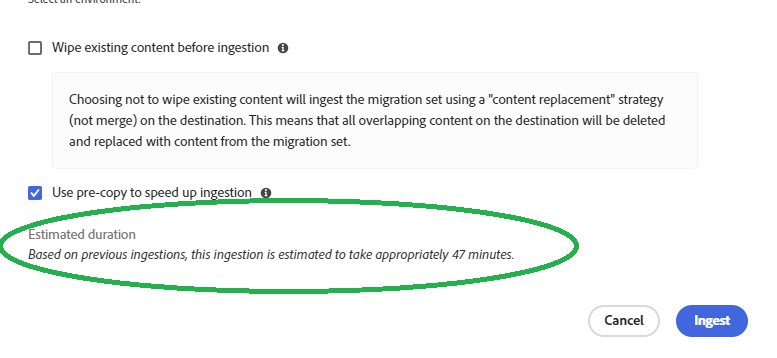 Select an environment.
Wipe existing content before ingestion
Choosing not to wipe existing content will ingest the migration set using a "content replacement" strategy
(not merge) on the destination. This means that all overlapping content on the destination will be deleted
and replaced with content from the migration set.
Use pre-copy to speed up ingestion
Estimated duration
Based on previous ingestions, this ingestion is estimated to take appropriately 47 minutes.
Cancel Ingest